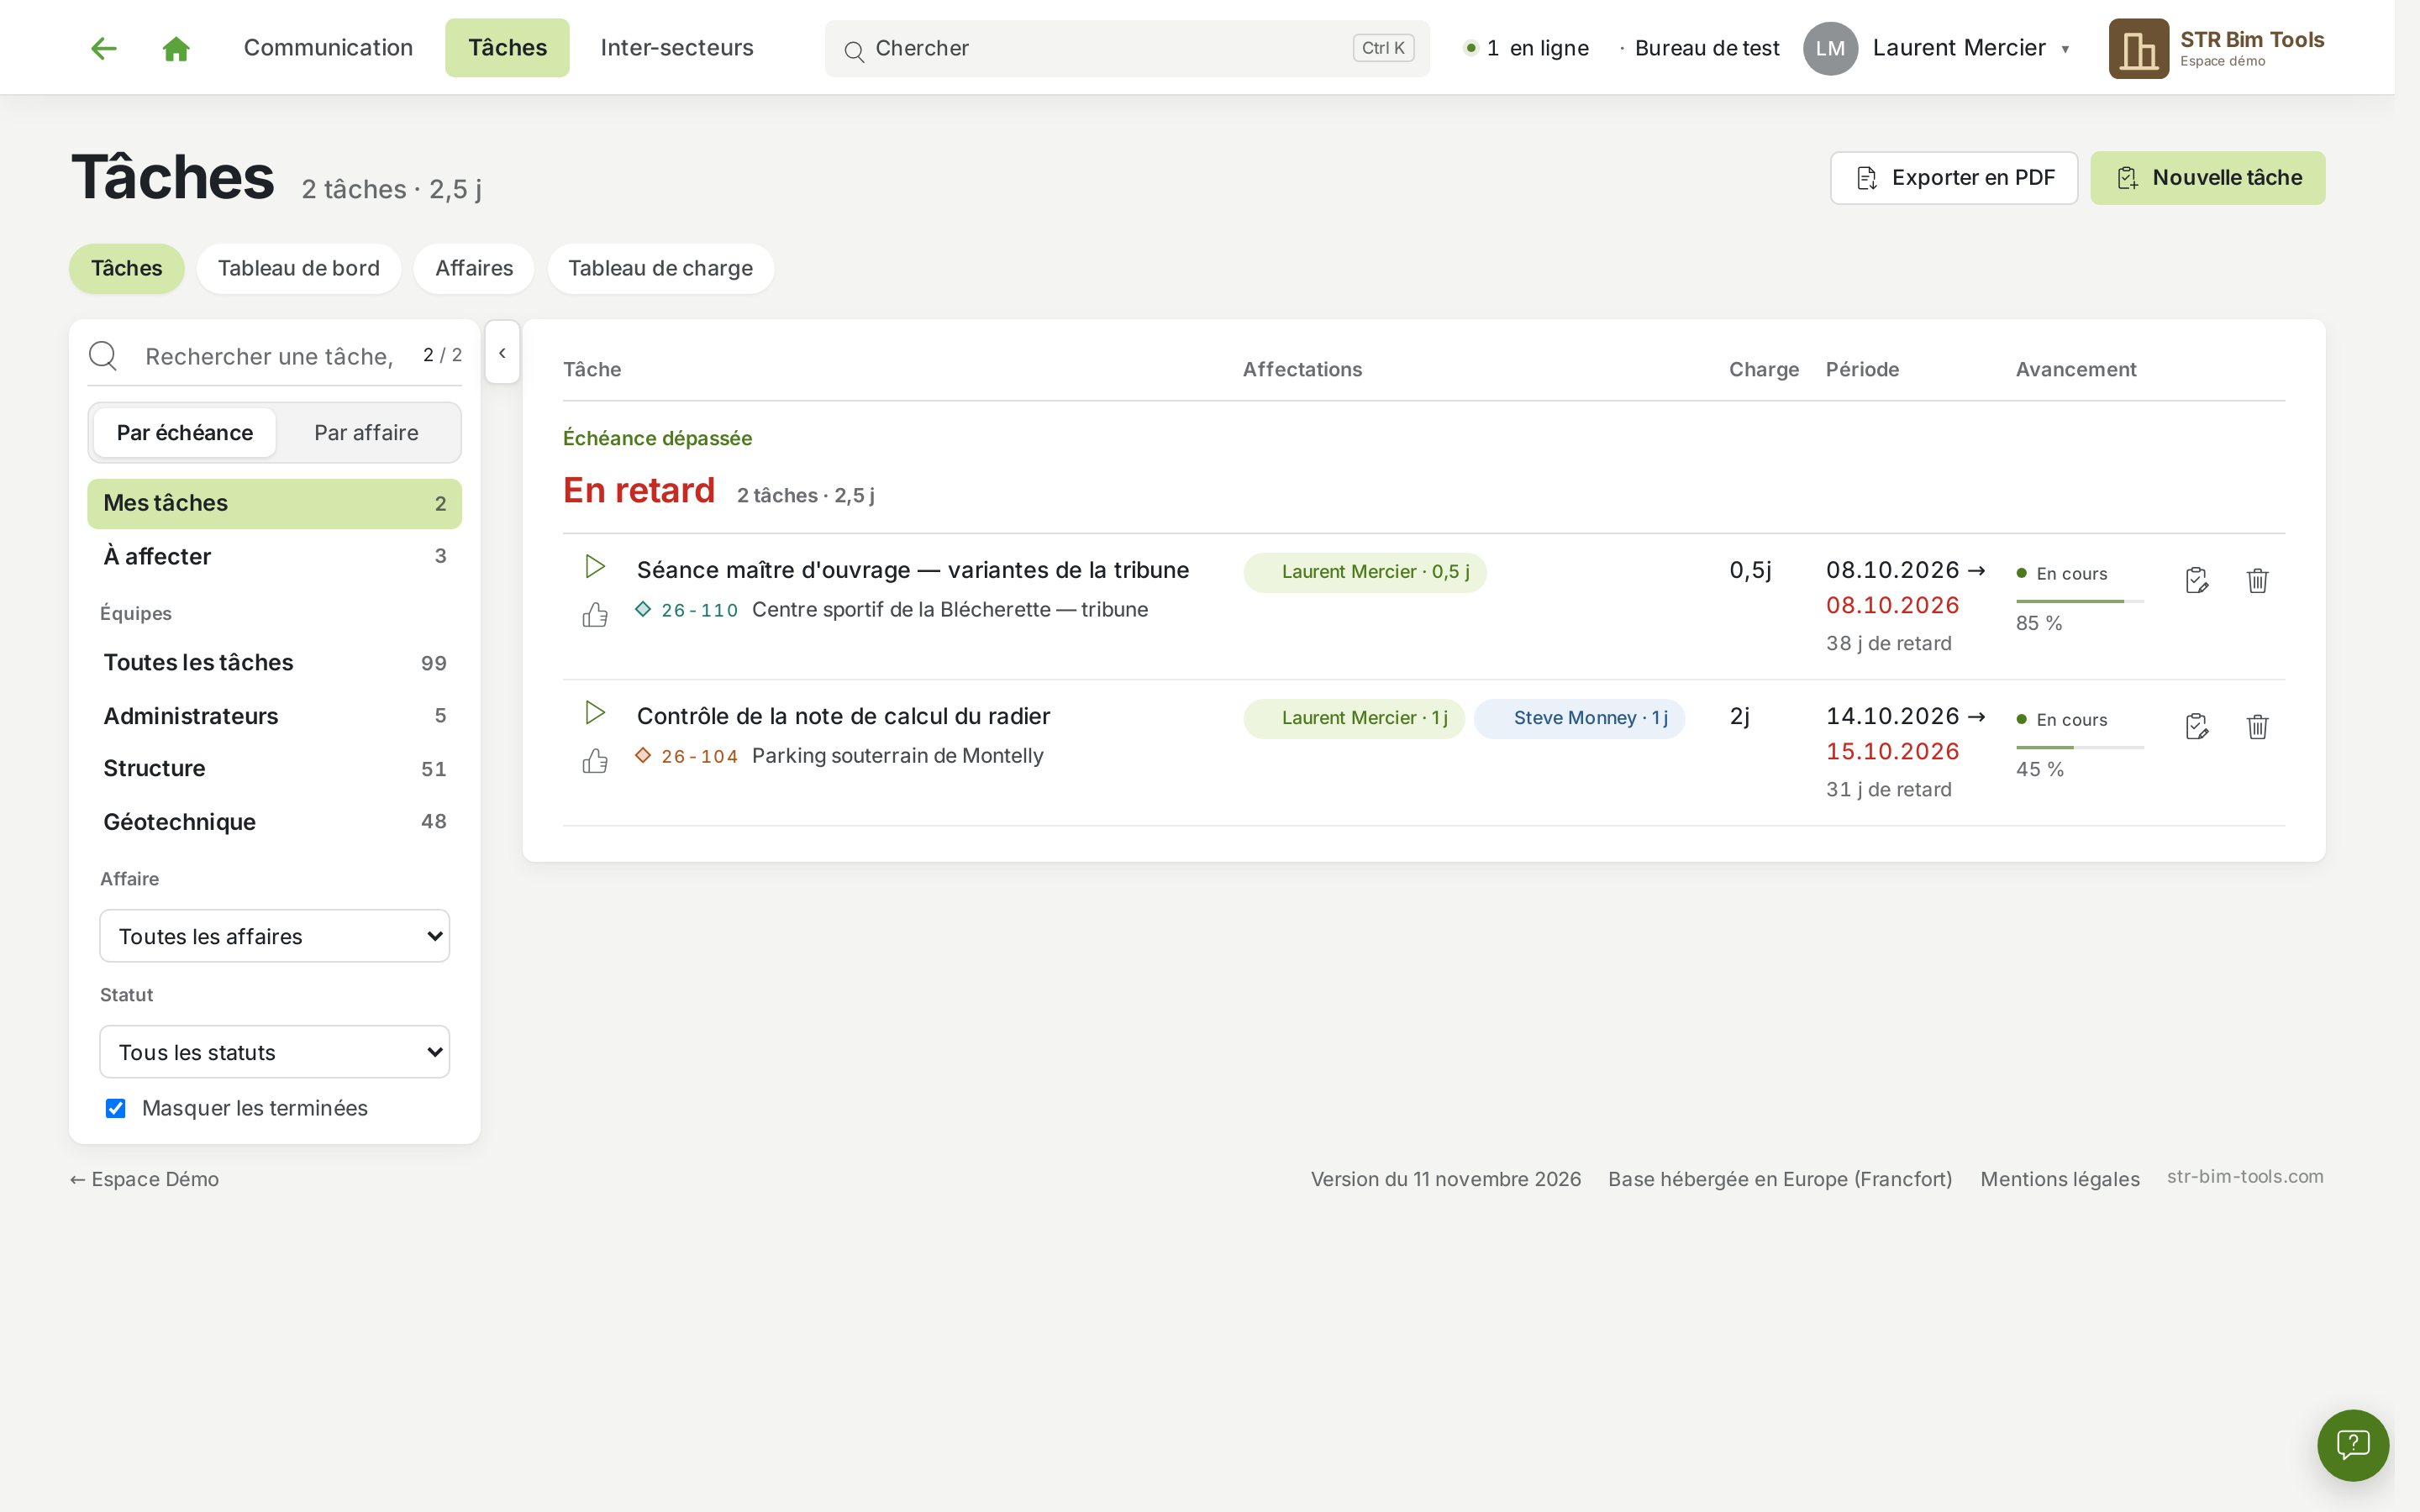 Communication
Tâches
Inter-secteurs
Chercher
Ctrl K
1 en ligne
· Bureau de test
LM
Laurent Mercier
STR Bim Tools
Espace démo
Tâches
2 tâches · 2,5 j
Exporter en PDF
Nouvelle tâche
Tâches
Tableau de bord
Affaires
Tableau de charge
Rechercher une tâche,
2 / 2
Par échéance
Par affaire
Mes tâches 2
À affecter 3
Équipes
Toutes les tâches 99
Administrateurs 5
Structure 51
Géotechnique 48
Affaire
Toutes les affaires
Statut
Tous les statuts
Masquer les terminées
Tâche
Affectations
Charge
Période
Avancement
Échéance dépassée
En retard 2 tâches · 2,5 j
Séance maître d'ouvrage — variantes de la tribune
26-110 Centre sportif de la Blécherette — tribune
Laurent Mercier · 0,5 j
0,5j
08.10.2026 →
08.10.2026
38 j de retard
En cours
85 %
Contrôle de la note de calcul du radier
26-104 Parking souterrain de Montelly
Laurent Mercier · 1 j
Steve Monney · 1 j
2j
14.10.2026 →
15.10.2026
31 j de retard
En cours
45 %
← Espace Démo
Version du 11 novembre 2026
Base hébergée en Europe (Francfort)
Mentions légales
str-bim-tools.com